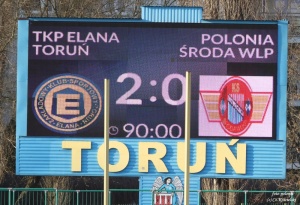 TKP ELANA
TORUŃ
POLONIA
ŚRODA WLP
2:0
90:00
TORUŃ